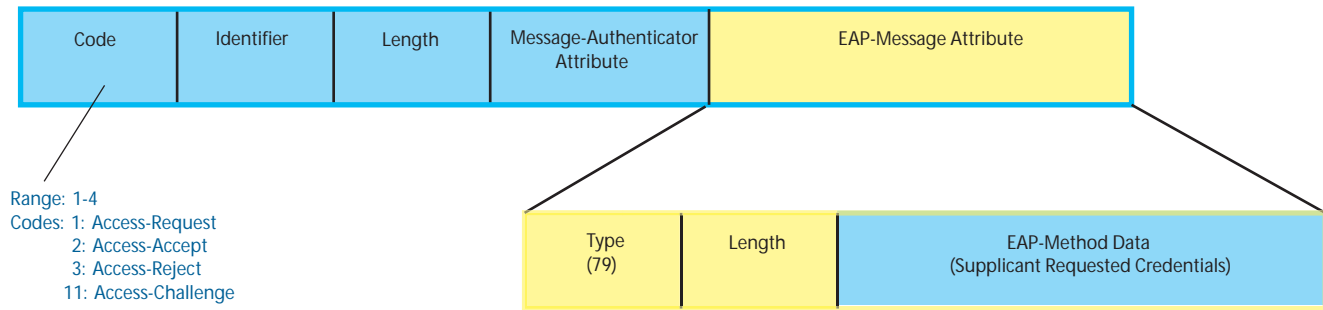 Code
Identifier
Length
Message-Authenticator
Attribute
EAP-Message Attribute
Range: 1-4
Codes: 1: Access-Request
2: Access-Accept
3: Access-Reject
11: Access-Challenge
Type
(79)
Length
EAP-Method Data
(Supplicant Requested Credentials)